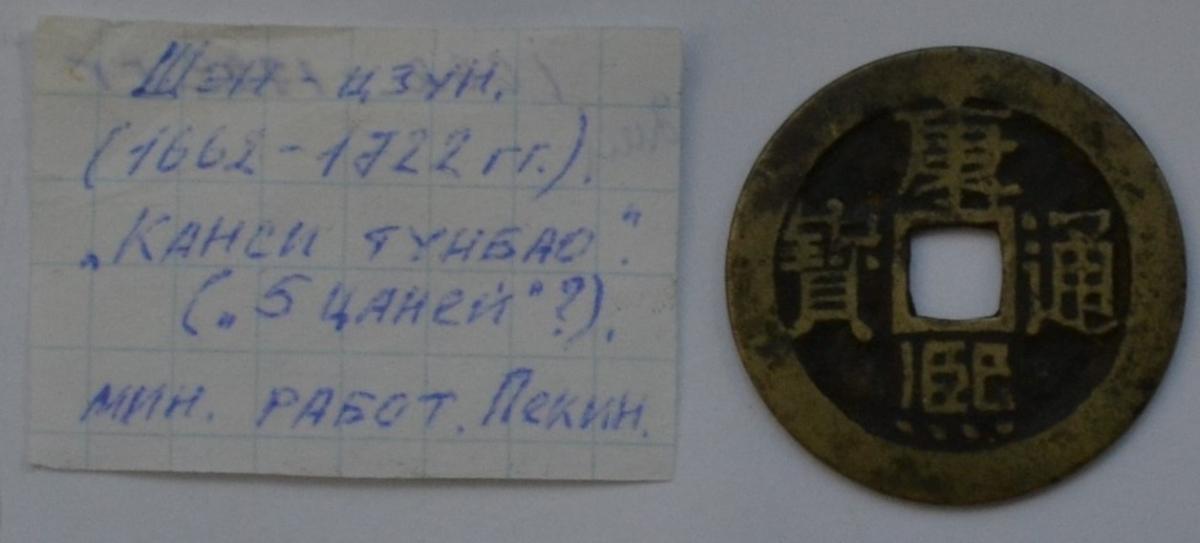 Шэн-цзун.
(1662-1722 гг.).
„Канси тунбао“.
(„5 цаней“?).
мин. работ. Пекин.
康熙通寶